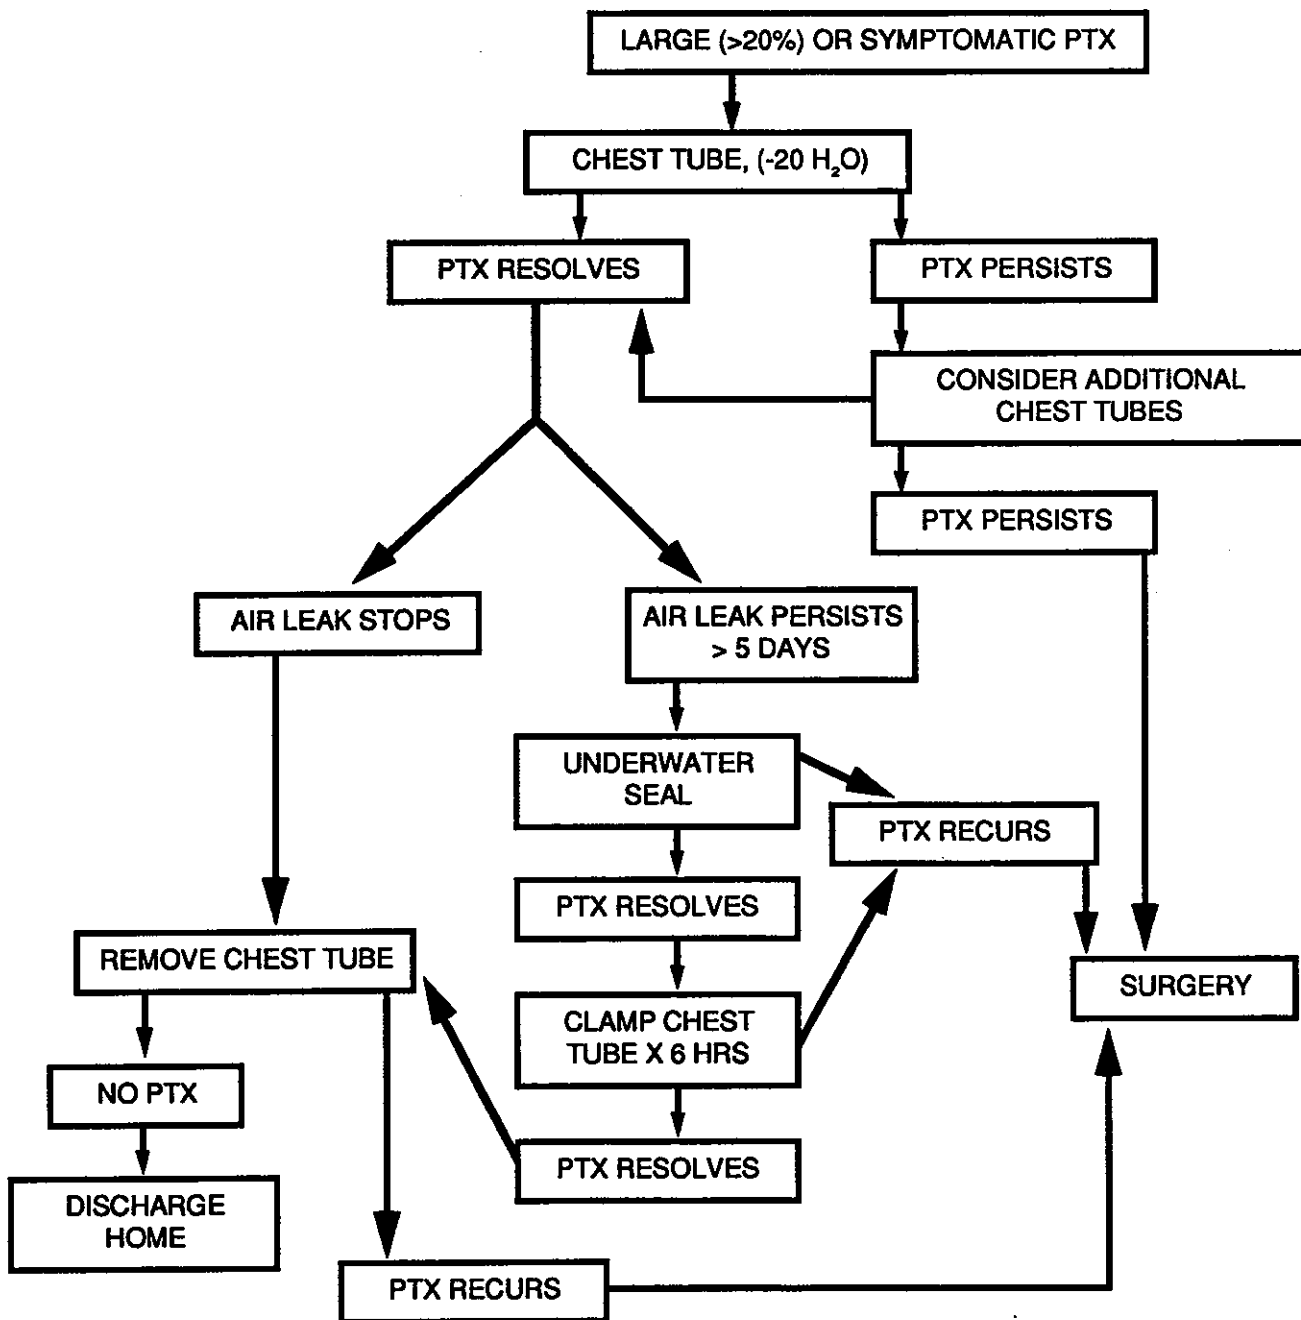 LARGE (>20%) OR SYMPTOMATIC PTX
CHEST TUBE, (-20 H₂O)
PTX RESOLVES
PTX PERSISTS
CONSIDER ADDITIONAL
CHEST TUBES
PTX PERSISTS
AIR LEAK STOPS
AIR LEAK PERSISTS
> 5 DAYS
UNDERWATER
SEAL
PTX RECURS
PTX RESOLVES
REMOVE CHEST TUBE
SURGERY
CLAMP CHEST
TUBE X 6 HRS
NO PTX
PTX RESOLVES
DISCHARGE
HOME
PTX RECURS